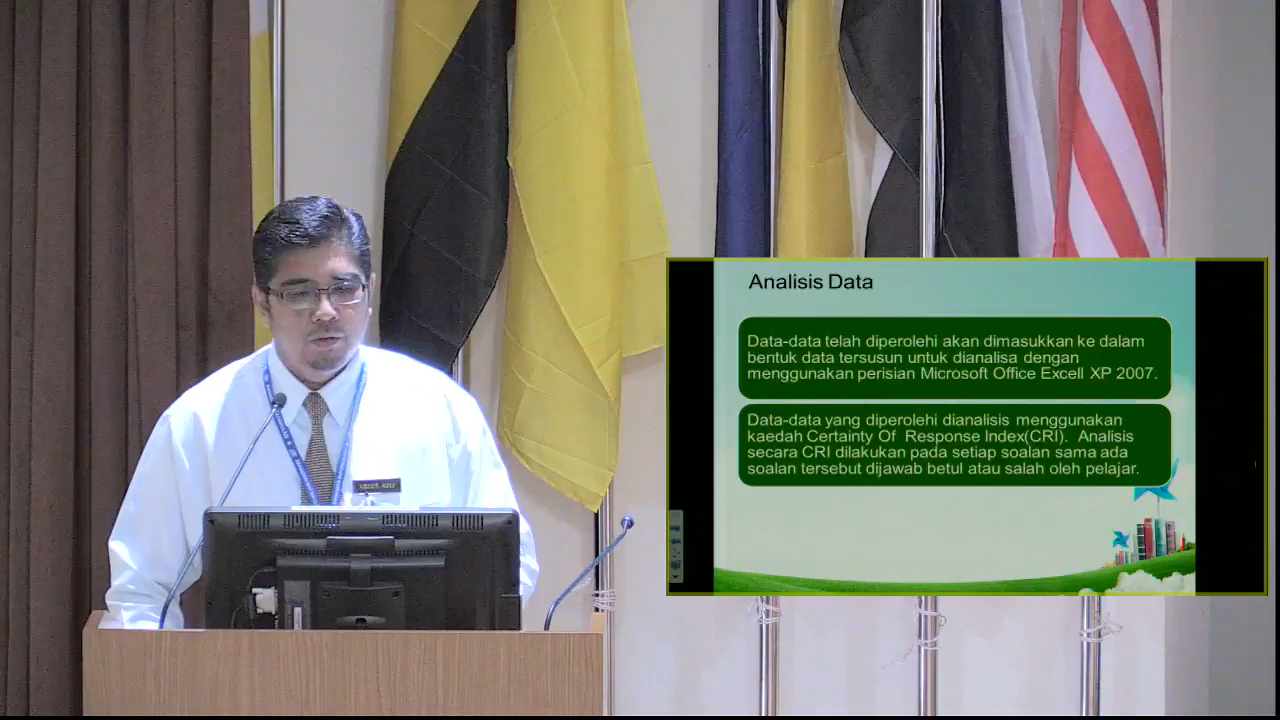 Analisis Data
Data-data telah diperolehi akan dimasukkan ke dalam
bentuk data tersusun untuk dianalisa dengan
menggunakan perisian Microsoft Office Excell XP 2007.
Data-data yang diperolehi dianalisis menggunakan
kaedah Certainty Of Response Index(CRI). Analisis
secara CRI dilakukan pada setiap soalan sama ada
soalan tersebut dijawab betul atau salah oleh pelajar.